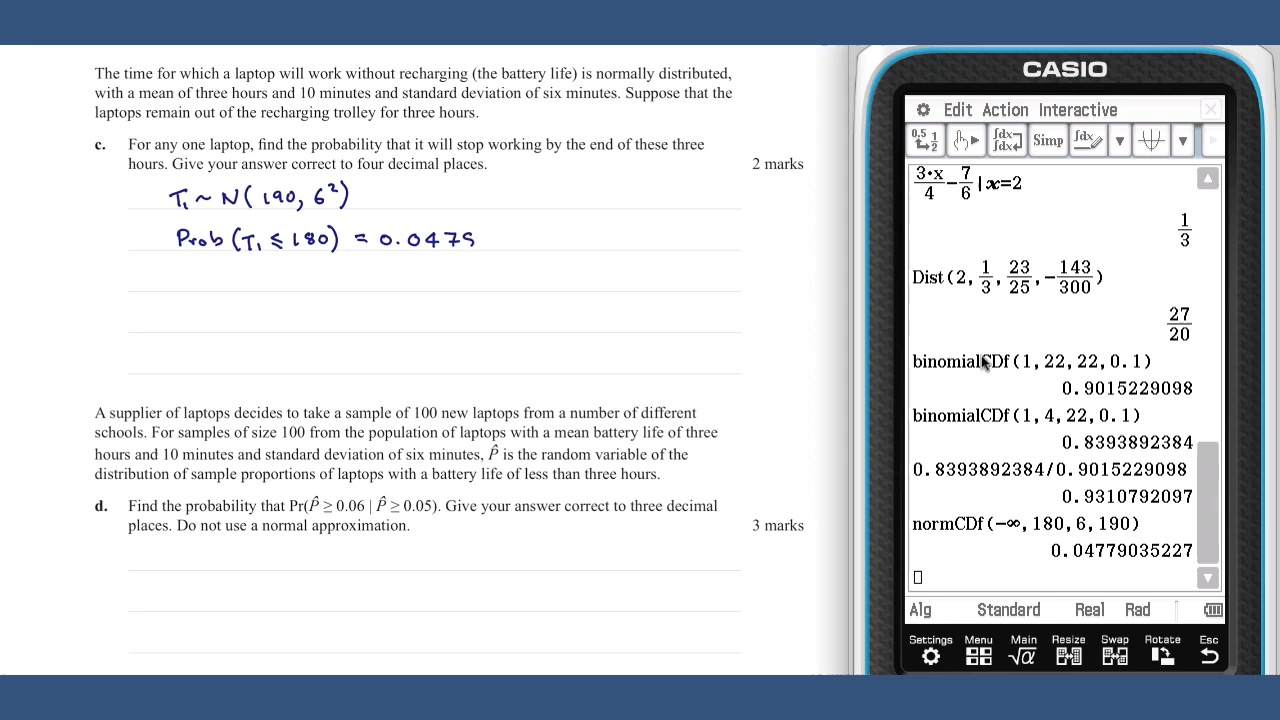 The time for which a laptop will work without recharging (the battery life) is normally distributed,
with a mean of three hours and 10 minutes and standard deviation of six minutes. Suppose that the
laptops remain out of the recharging trolley for three hours.
c. For any one laptop, find the probability that it will stop working by the end of these three
hours. Give your answer correct to four decimal places. 2 marks
T₁ ~ N(190, 6²)
Prob (T₁ ≤ 180) = 0.0478
A supplier of laptops decides to take a sample of 100 new laptops from a number of different
schools. For samples of size 100 from the population of laptops with a mean battery life of three
hours and 10 minutes and standard deviation of six minutes, P̂ is the random variable of the
distribution of sample proportions of laptops with a battery life of less than three hours.
d. Find the probability that Pr(P̂ ≥ 0.06 | P̂ ≥ 0.05). Give your answer correct to three decimal
places. Do not use a normal approximation. 3 marks
CASIO
Edit Action Interactive
0.5 1/2 ∫dx Simp ∫dx
3·x/4-7/6|x=2
1/3
Dist(2,1/3,23/25,-143/300)
27/20
binomialCDf(1,22,22,0.1)
0.9015229098
binomialCDf(1,4,22,0.1)
0.8393892384
0.8393892384/0.9015229098
0.9310792097
normCDf(-∞,180,6,190)
0.04779035227
Alg Standard Real Rad
Settings Menu Main Resize Swap Rotate Esc
√α